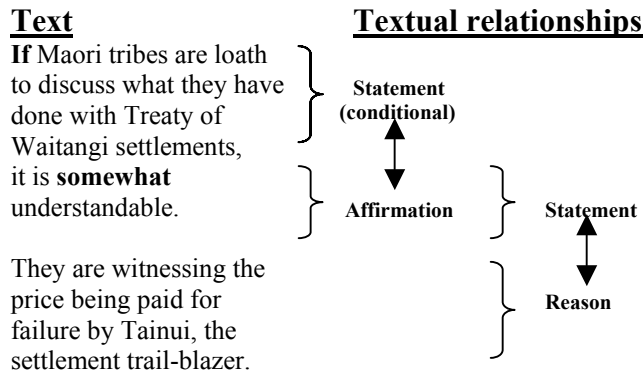 Text
Textual relationships
If Maori tribes are loath
to discuss what they have
done with Treaty of
Waitangi settlements,
it is somewhat
understandable.
Statement
(conditional)
Affirmation
Statement
They are witnessing the
price being paid for
failure by Tainui, the
settlement trail-blazer.
Reason